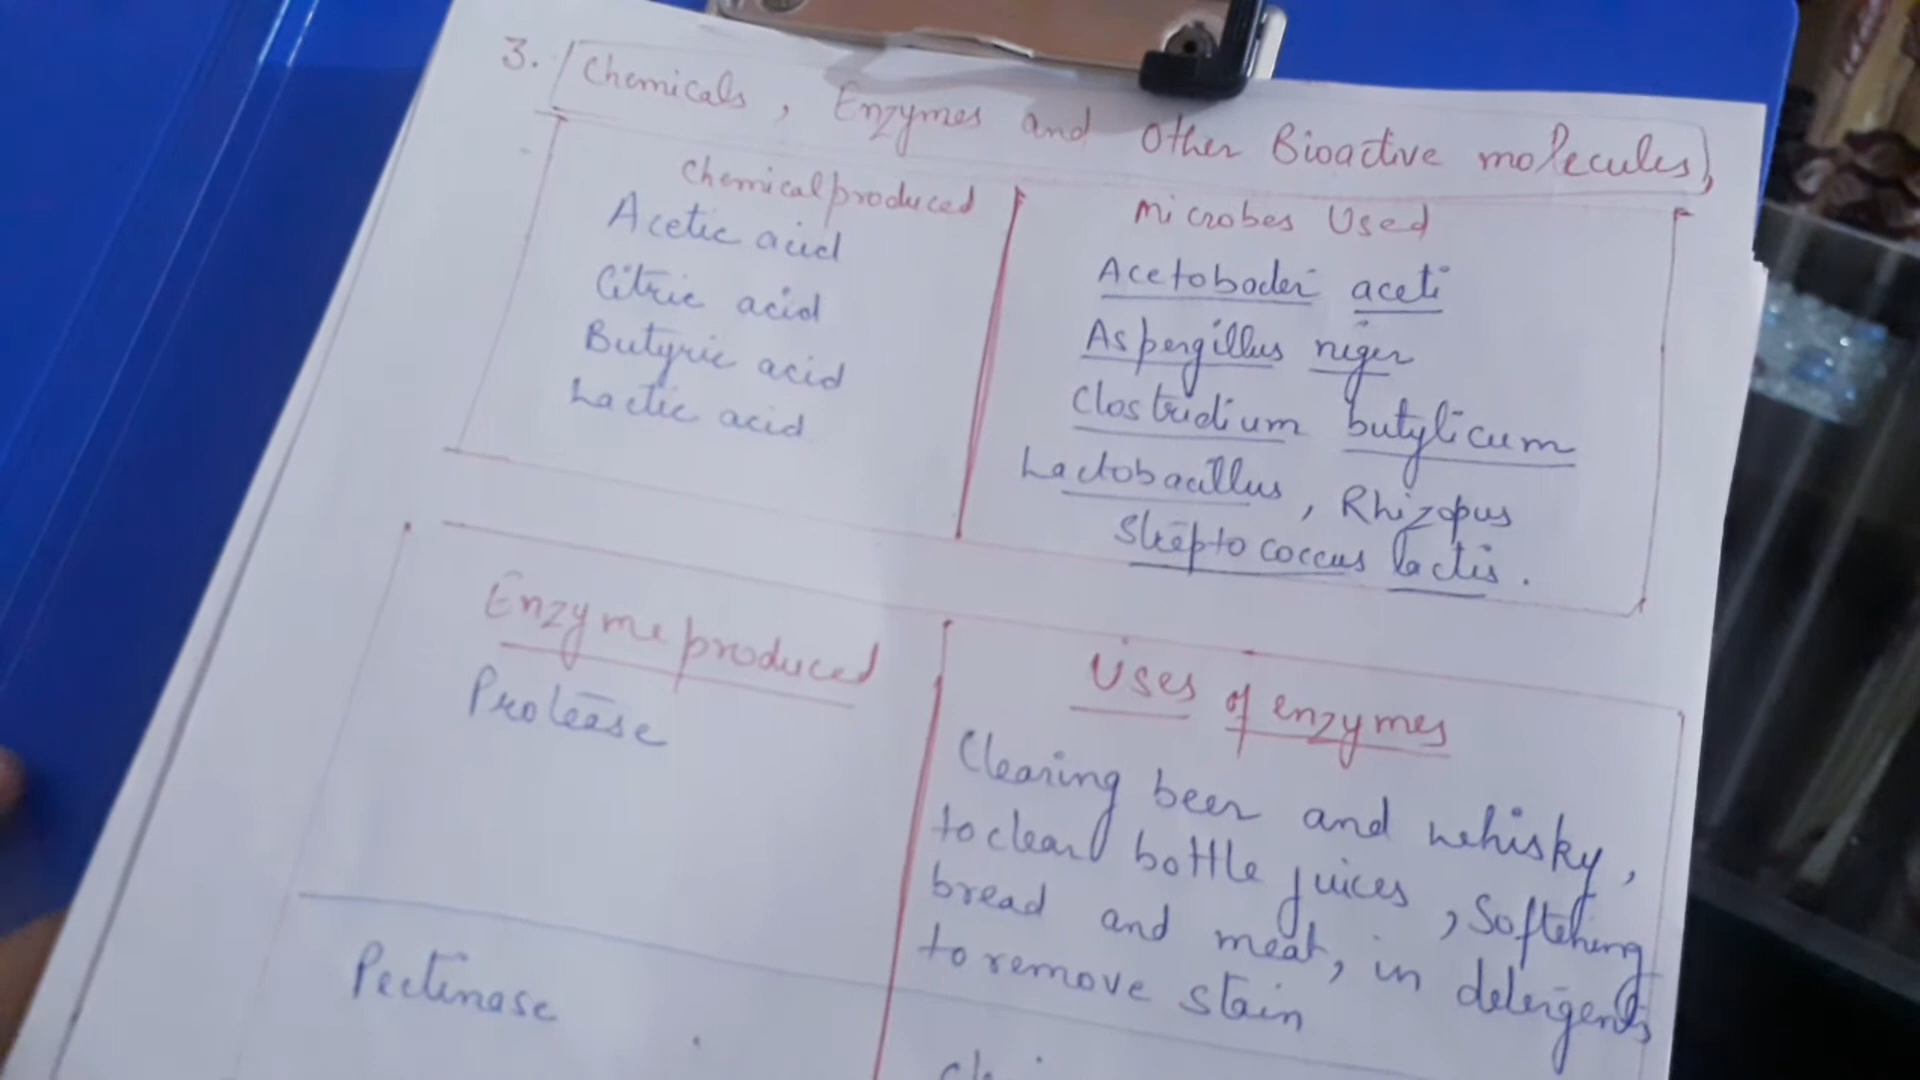 3. Chemicals, Enzymes and Other Bioactive molecules,
Chemical produced
Microbes Used
Acetic acid
Acetobacter aceti
Citric acid
Aspergillus niger
Butyric acid
Clostridium butylicum
Lactic acid
Lactobacillus, Rhizopus
Streptococcus lactis.
Enzyme produced
Uses of enzymes
Protease
Clearing beer and whisky,
to clear bottle juices, Softening
bread and meat, in detergents
to remove stain
Pectinase